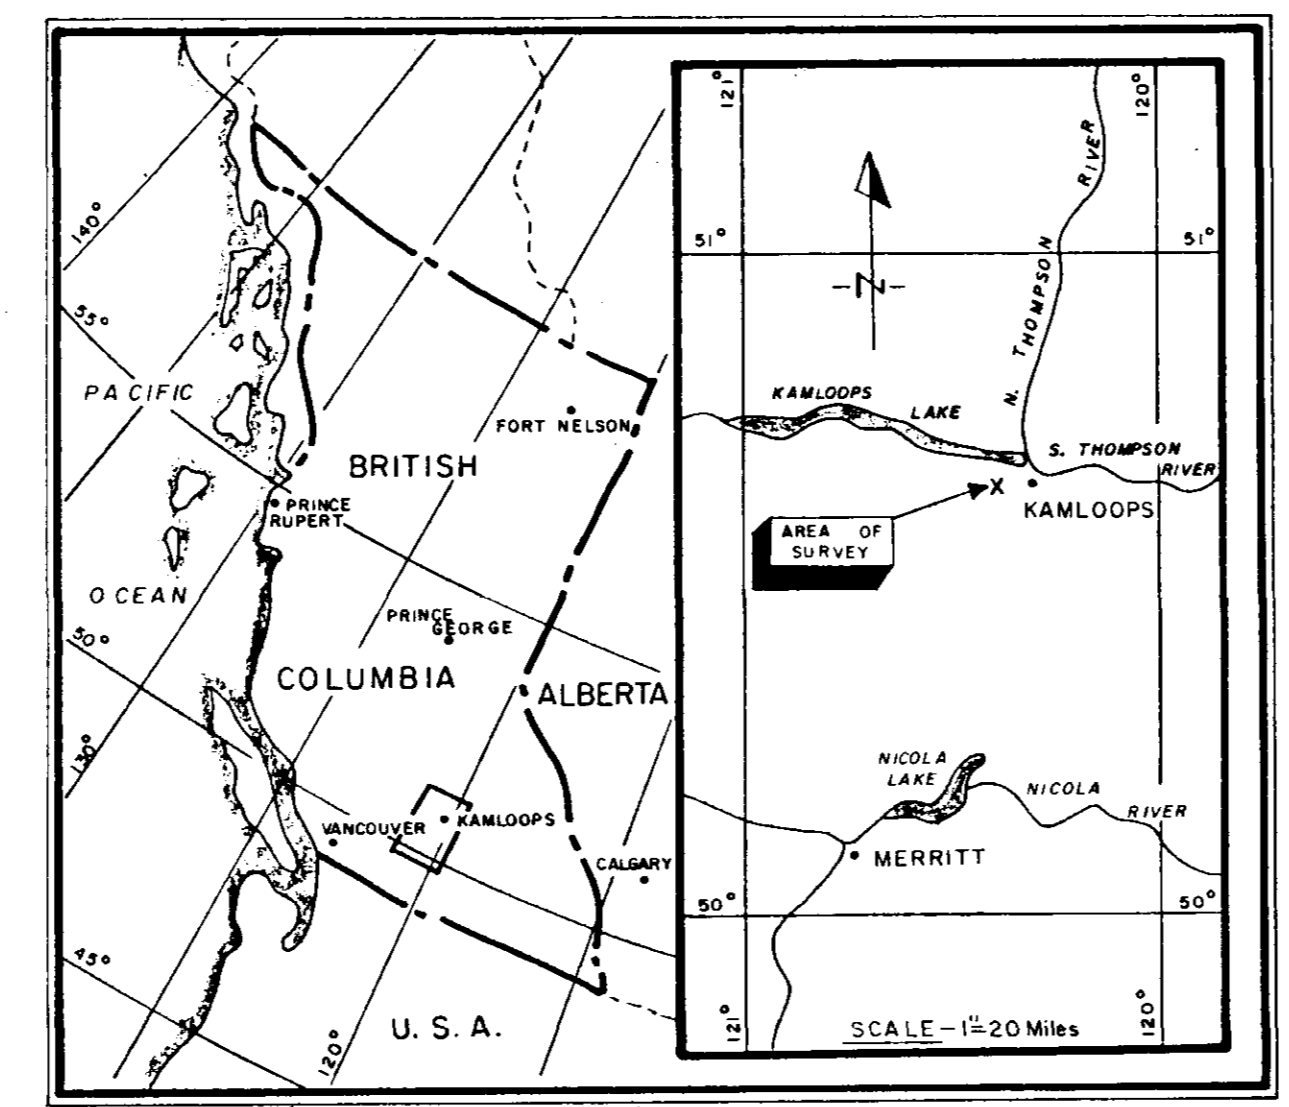 140°
55°
PACIFIC
OCEAN
FORT NELSON
BRITISH
PRINCE
RUPERT
PRINCE
GEORGE
COLUMBIA
ALBERTA
50°
130°
VANCOUVER
KAMLOOPS
CALGARY
45°
U. S. A.
120°
121°
120°
N. THOMPSON RIVER
51°
51°
-N-
KAMLOOPS LAKE
S. THOMPSON
RIVER
X
KAMLOOPS
AREA OF
SURVEY
NICOLA
LAKE
NICOLA RIVER
MERRITT
50°
50°
121°
120°
SCALE - 1"=20 Miles